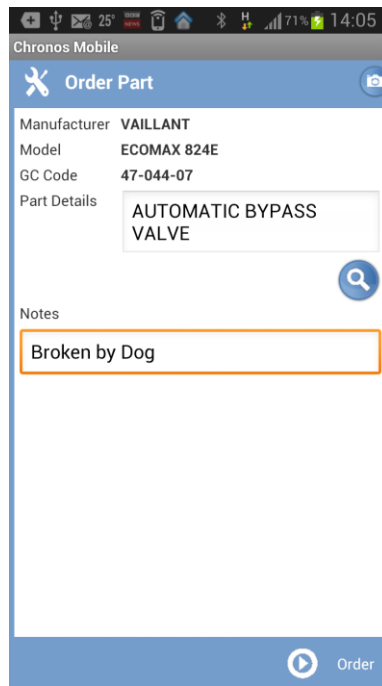 25° NEWS H 71% 14:05
Chronos Mobile
Order Part
Manufacturer VAILLANT
Model ECOMAX 824E
GC Code 47-044-07
Part Details AUTOMATIC BYPASS
VALVE
Notes
Broken by Dog
Order